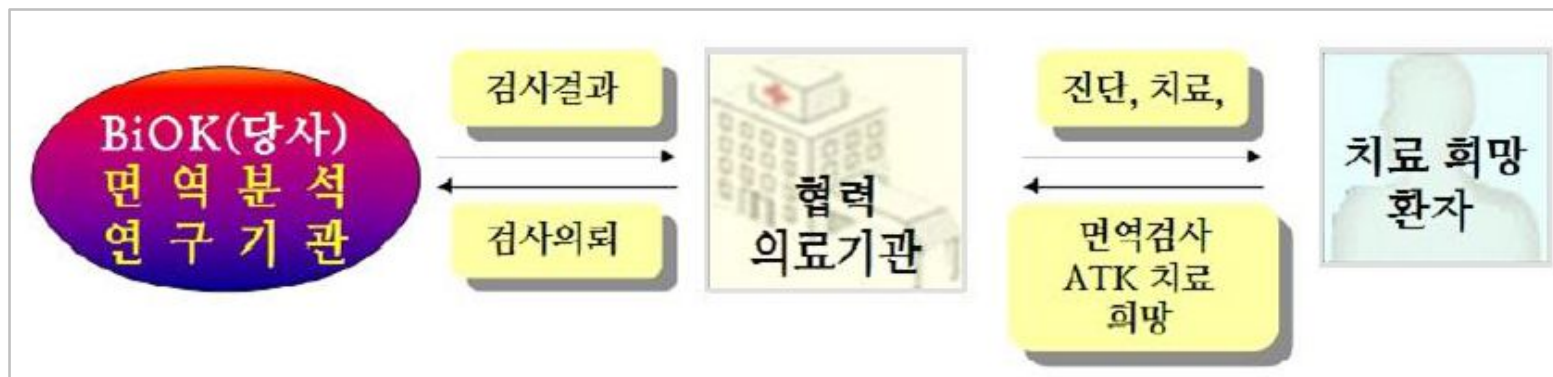 BiOK(당사)
면 역 분 석
연 구 기 관
검사결과
검사의뢰
협력
의료기관
진단, 치료,
면역검사
ATK 치료
희망
치료 희망
환자